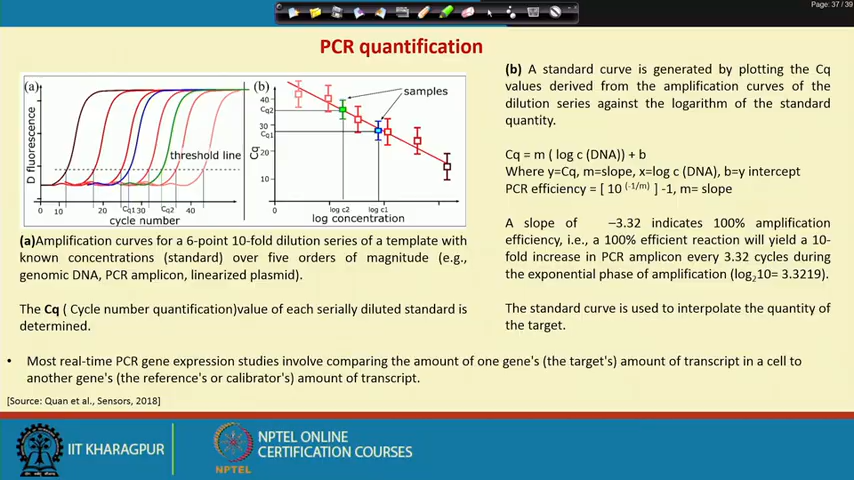 Page: 37 / 39
PCR quantification
(a)
D fluorescence
threshold line
0 10 20 Cq1 30 Cq2 40
cycle number
(b)
samples
40
Cq2
30
Cq1
20
10
Cq
0 log c2 log c1
log concentration
(a)Amplification curves for a 6-point 10-fold dilution series of a template with
known concentrations (standard) over five orders of magnitude (e.g.,
genomic DNA, PCR amplicon, linearized plasmid).
The Cq ( Cycle number quantification)value of each serially diluted standard is
determined.
(b) A standard curve is generated by plotting the Cq
values derived from the amplification curves of the
dilution series against the logarithm of the standard
quantity.
Cq = m ( log c (DNA)) + b
Where y=Cq, m=slope, x=log c (DNA), b=y intercept
PCR efficiency = [ 10 (-1/m) ] -1, m= slope
A slope of –3.32 indicates 100% amplification
efficiency, i.e., a 100% efficient reaction will yield a 10-
fold increase in PCR amplicon every 3.32 cycles during
the exponential phase of amplification (log210= 3.3219).
The standard curve is used to interpolate the quantity of
the target.
• Most real-time PCR gene expression studies involve comparing the amount of one gene's (the target's) amount of transcript in a cell to
another gene's (the reference's or calibrator's) amount of transcript.
[Source: Quan et al., Sensors, 2018]
IIT KHARAGPUR
NPTEL
NPTEL ONLINE
CERTIFICATION COURSES